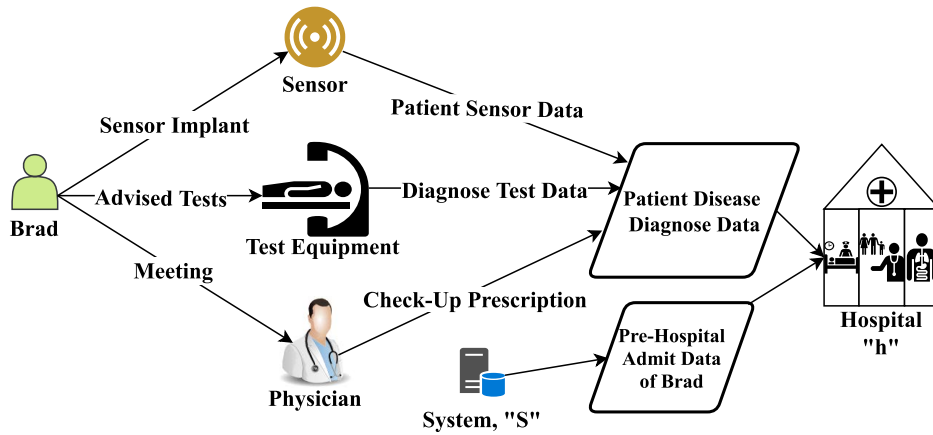 Sensor
Patient Sensor Data
Sensor Implant
Brad
Advised Tests
Test Equipment
Diagnose Test Data
Patient Disease
Diagnose Data
Meeting
Check-Up Prescription
Physician
System, "S"
Pre-Hospital
Admit Data
of Brad
Hospital
"h"